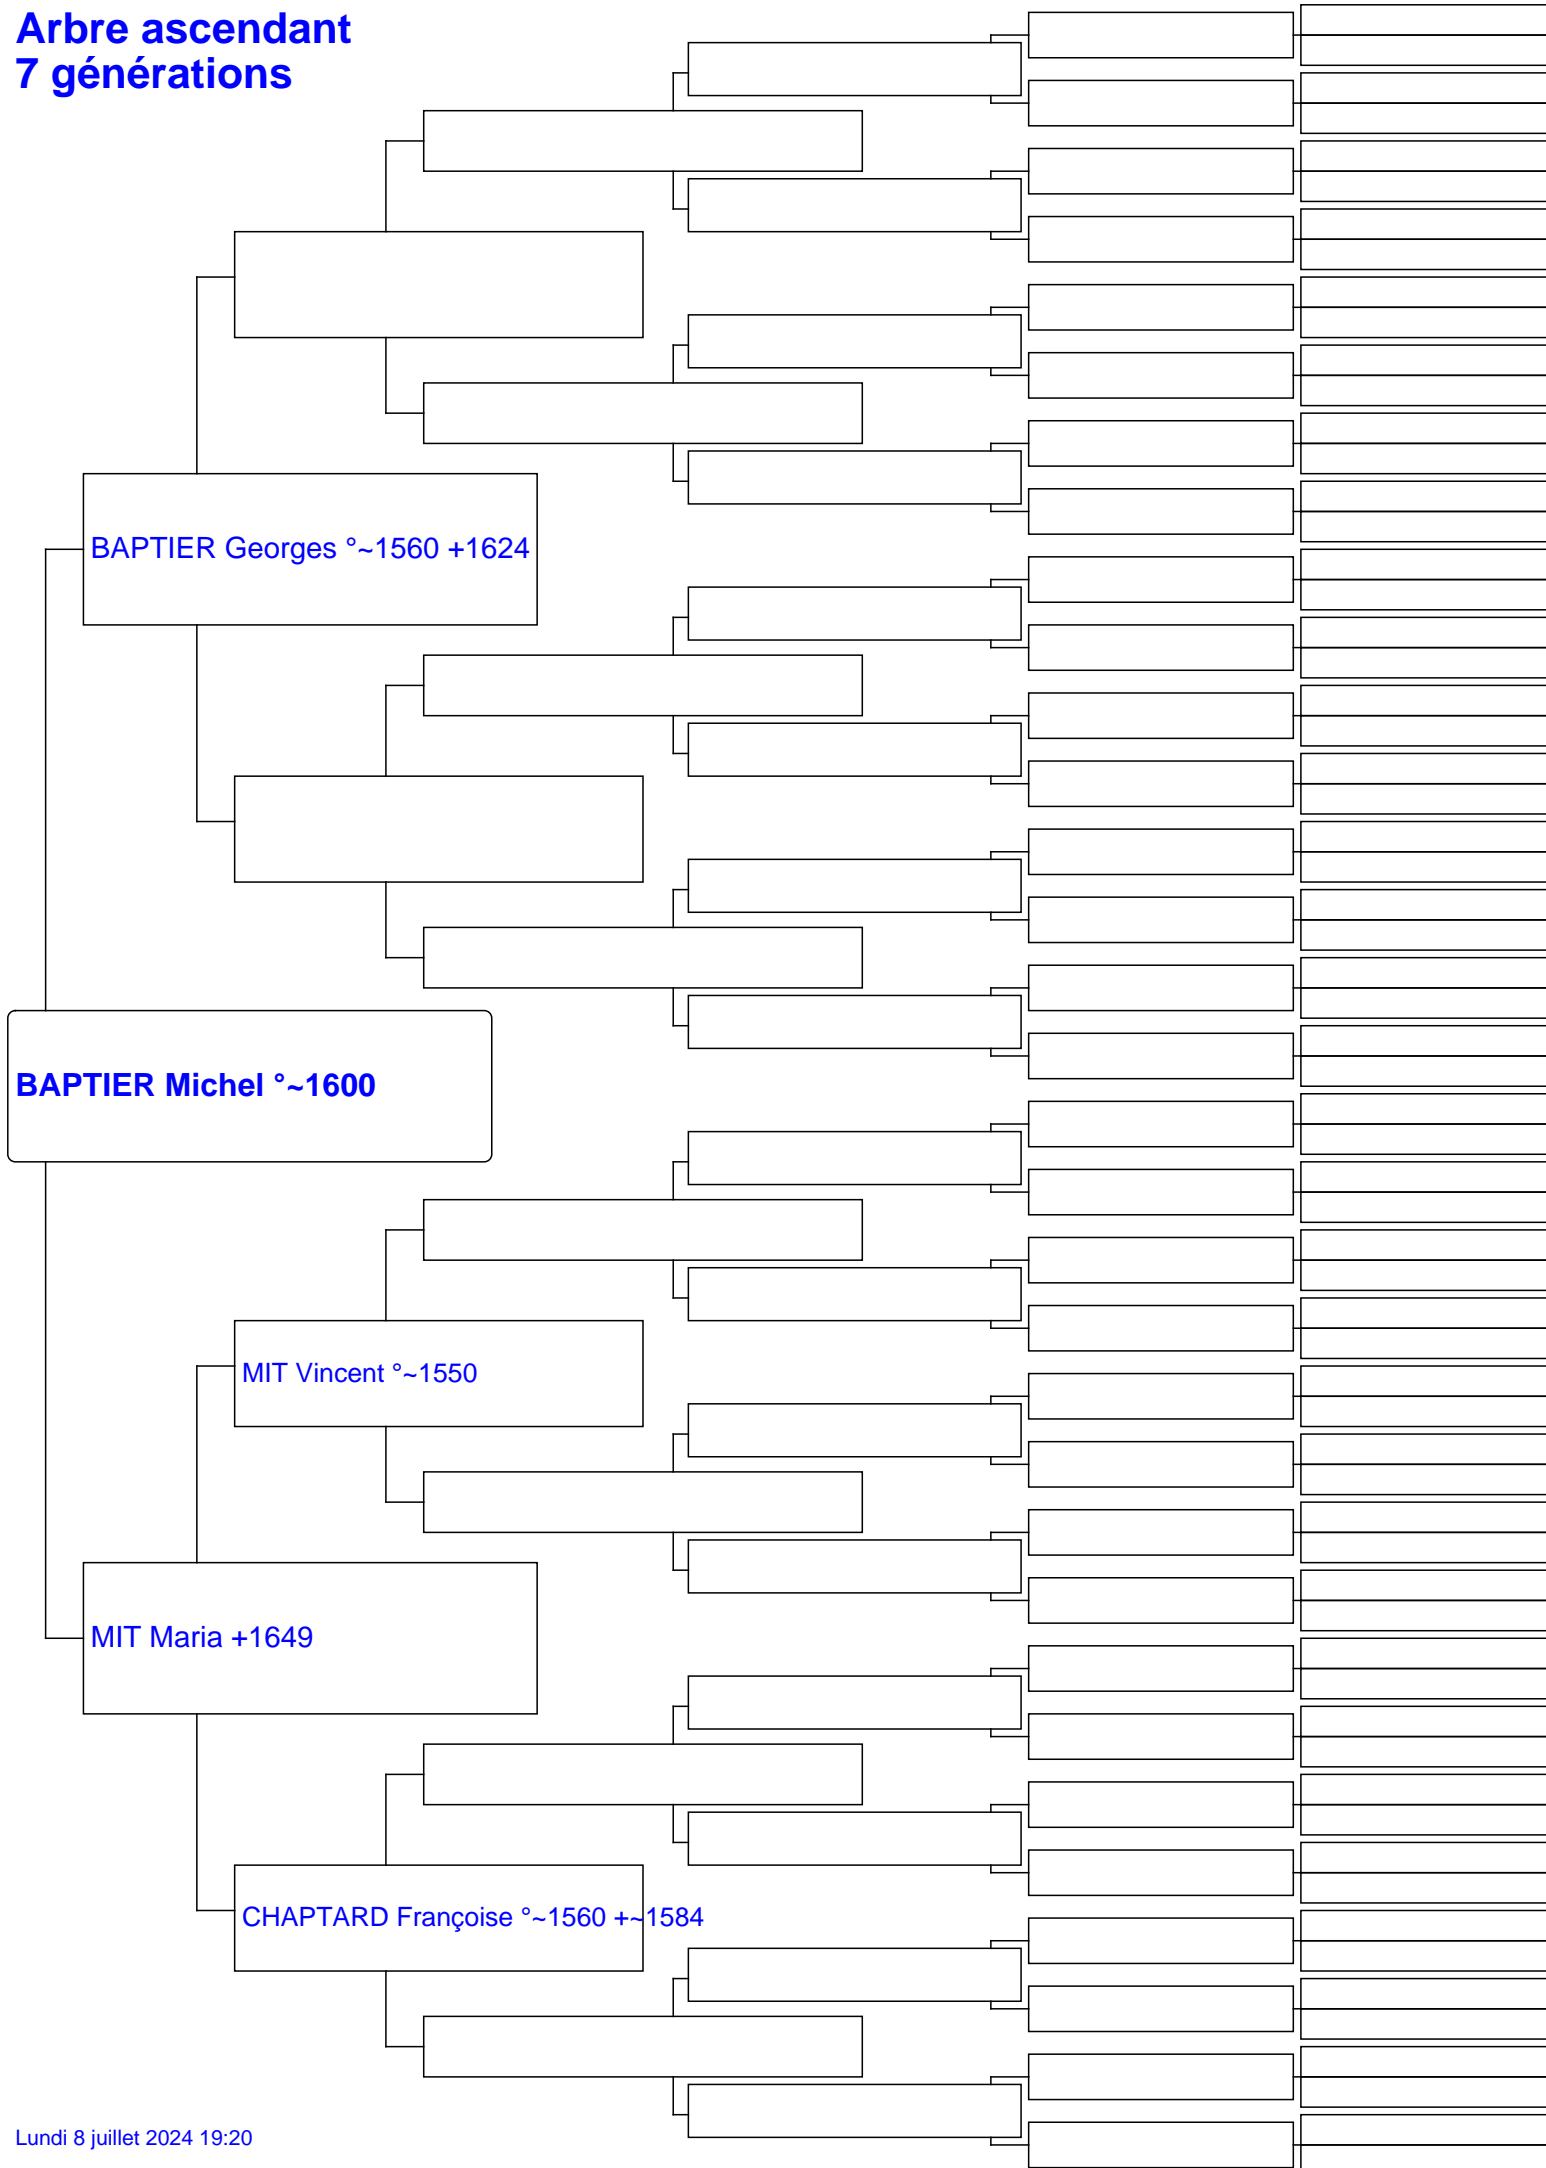 Arbre ascendant
7 générations
BAPTIER Georges °~1560 +1624
BAPTIER Michel °~1600
MIT Vincent °~1550
MIT Maria +1649
CHAPTARD Françoise °~1560 +~1584
Lundi 8 juillet 2024 19:20